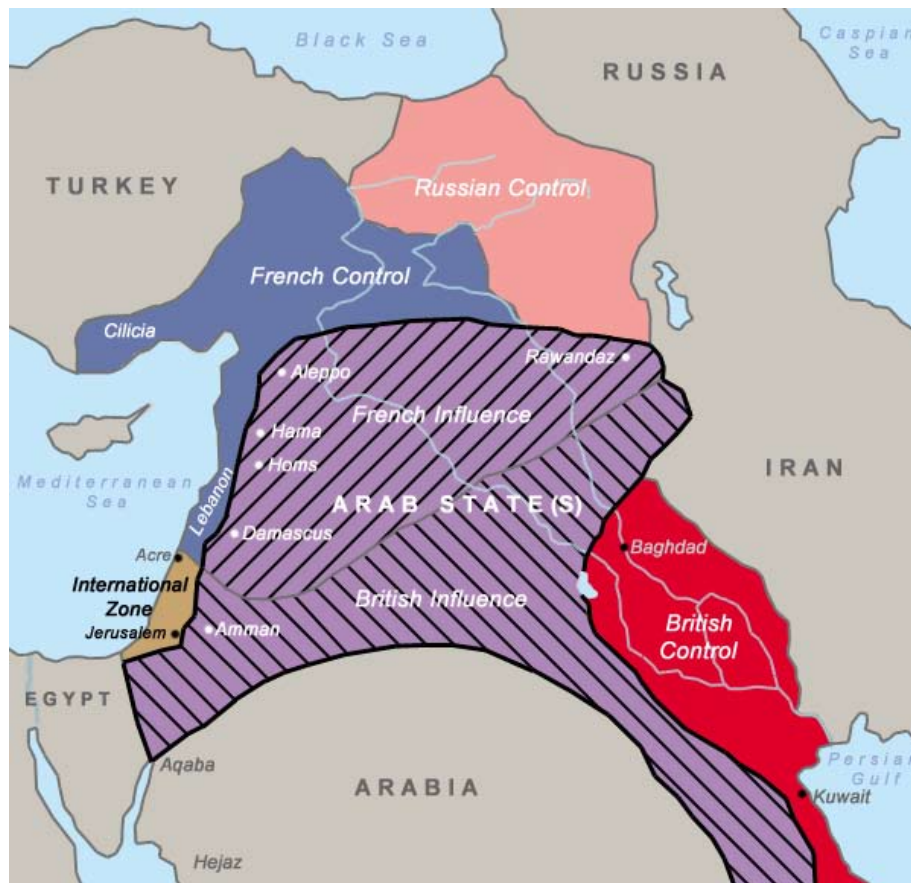 Black Sea
Caspian
Sea
RUSSIA
TURKEY
Russian Control
French Control
Cilicia
Rawandaz
Aleppo
French Influence
Hama
Homs
Lebanon
IRAN
Mediterranean
Sea
ARAB STATE(S)
Damascus
Acre
Baghdad
International
Zone
British Influence
Jerusalem
Amman
British
Control
EGYPT
Aqaba
Persian
Gulf
ARABIA
Kuwait
Hejaz